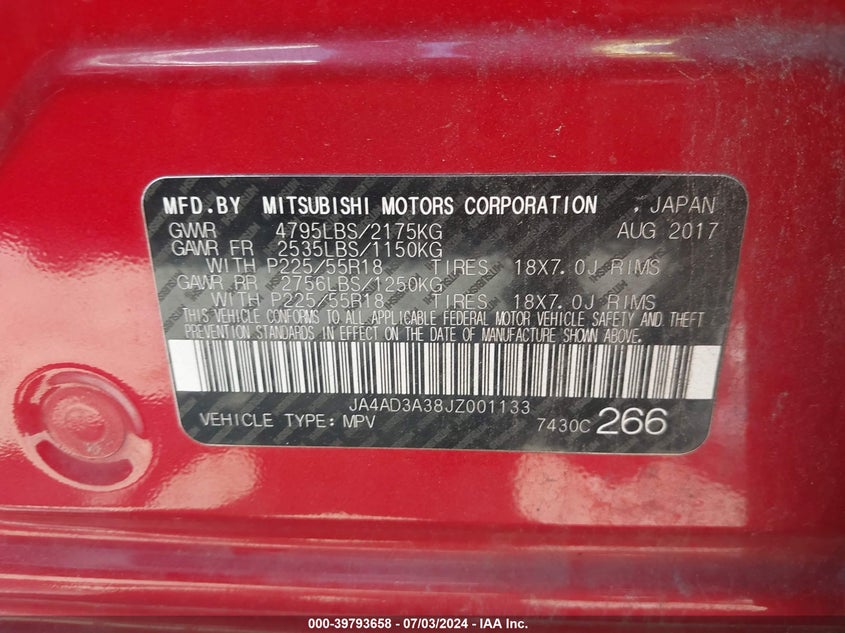 MFD.BY MITSUBISHI MOTORS CORPORATION , JAPAN
GVWR 4795LBS/2175KG AUG 2017
GAWR FR 2535LBS/1150KG
WITH P225/55R18 TIRES, 18X7.0J RIMS
GAWR RR 2756LBS/1250KG
WITH P225/55R18 TIRES, 18X7.0J RIMS
THIS VEHICLE CONFORMS TO ALL APPLICABLE FEDERAL MOTOR VEHICLE SAFETY AND THEFT
PREVENTION STANDARDS IN EFFECT ON THE DATE OF MANUFACTURE SHOWN ABOVE.
JA4AD3A38JZ001133
VEHICLE TYPE: MPV 7430C 266
000-39793658 - 07/03/2024 - IAA Inc.